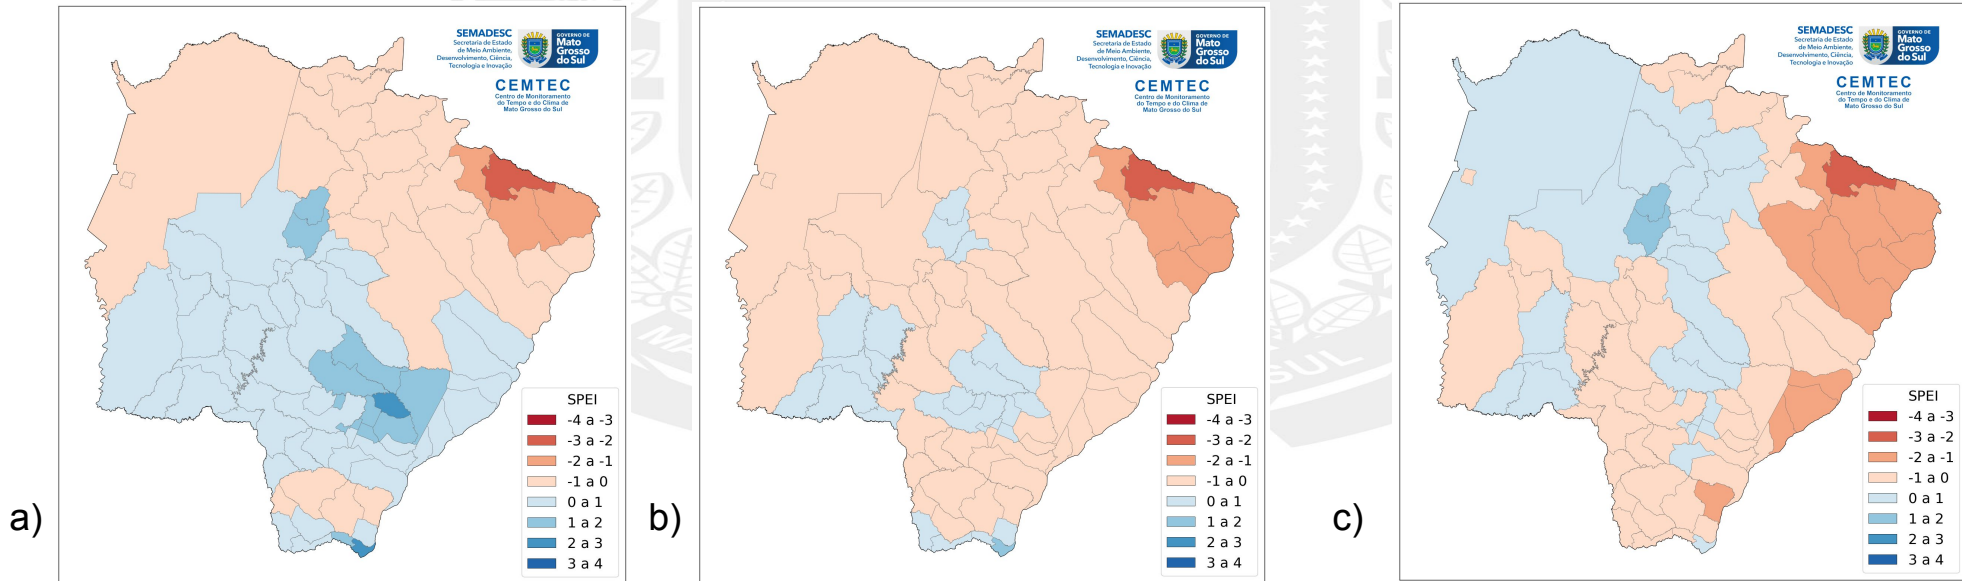 a)
SEMADESC
Secretaria de Estado
de Meio Ambiente,
Desenvolvimento, Ciência,
Tecnologia e Inovação
GOVERNO DE
Mato
Grosso
do Sul
CEMTEC
Centro de Monitoramento
do Tempo e do Clima de
Mato Grosso do Sul
SPEI
-4 a -3
-3 a -2
-2 a -1
-1 a 0
0 a 1
1 a 2
2 a 3
3 a 4
b)
SEMADESC
Secretaria de Estado
de Meio Ambiente,
Desenvolvimento, Ciência,
Tecnologia e Inovação
GOVERNO DE
Mato
Grosso
do Sul
CEMTEC
Centro de Monitoramento
do Tempo e do Clima de
Mato Grosso do Sul
SPEI
-4 a -3
-3 a -2
-2 a -1
-1 a 0
0 a 1
1 a 2
2 a 3
3 a 4
c)
SEMADESC
Secretaria de Estado
de Meio Ambiente,
Desenvolvimento, Ciência,
Tecnologia e Inovação
GOVERNO DE
Mato
Grosso
do Sul
CEMTEC
Centro de Monitoramento
do Tempo e do Clima de
Mato Grosso do Sul
SPEI
-4 a -3
-3 a -2
-2 a -1
-1 a 0
0 a 1
1 a 2
2 a 3
3 a 4